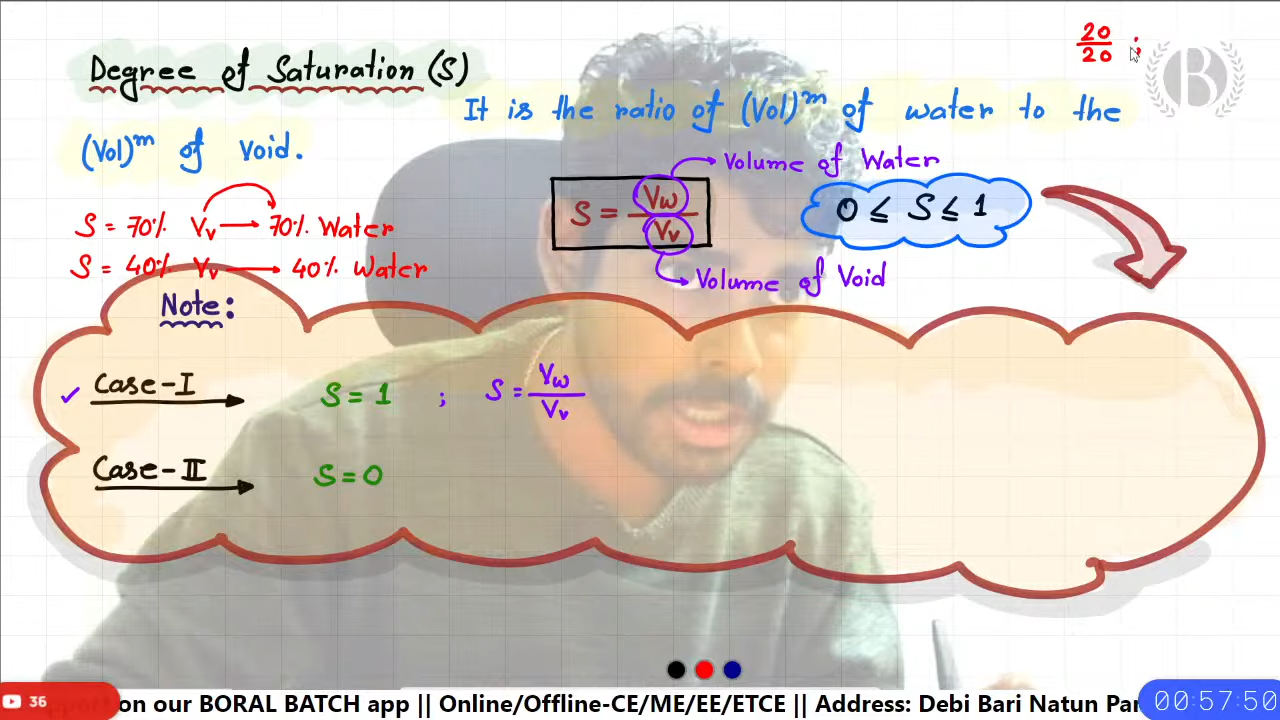 20
20 ;
B
Degree of Saturation (S)
It is the ratio of (Vol)ᵐ of water to the
(Vol)ᵐ of Void.
Volume of Water
S = Vw
Vv
0 ≤ S ≤ 1
Volume of Void
S = 70% Vv → 70% Water
S = 40% Vv → 40% Water
Note:
✓ Case-I → S = 1 ; S = Vw
Vv
Case-II → S = 0
36
on our BORAL BATCH app || Online/Offline-CE/ME/EE/ETCE || Address: Debi Bari Natun
00:57:50